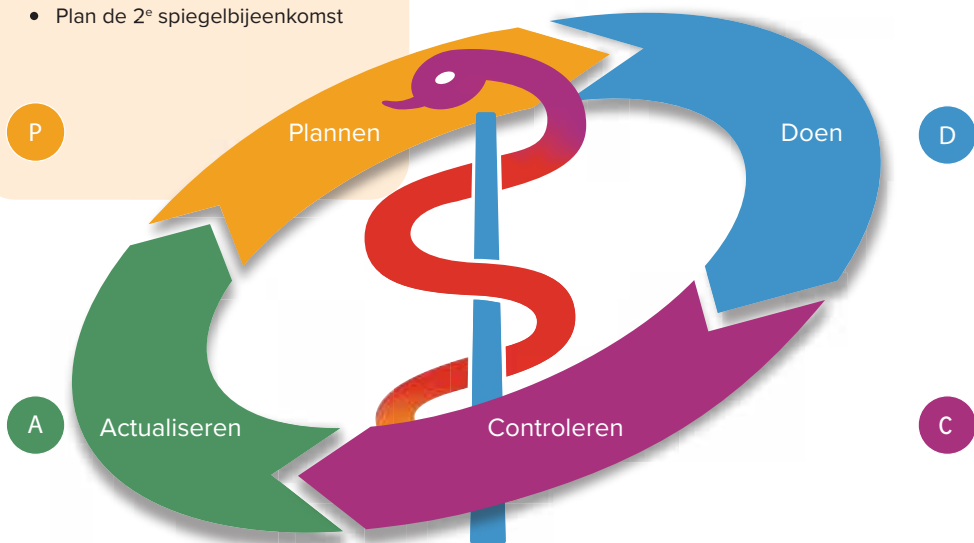 • Plan de 2ᵉ spiegelbijeenkomst
P
Plannen
Doen
D
A
Actualiseren
Controleren
C